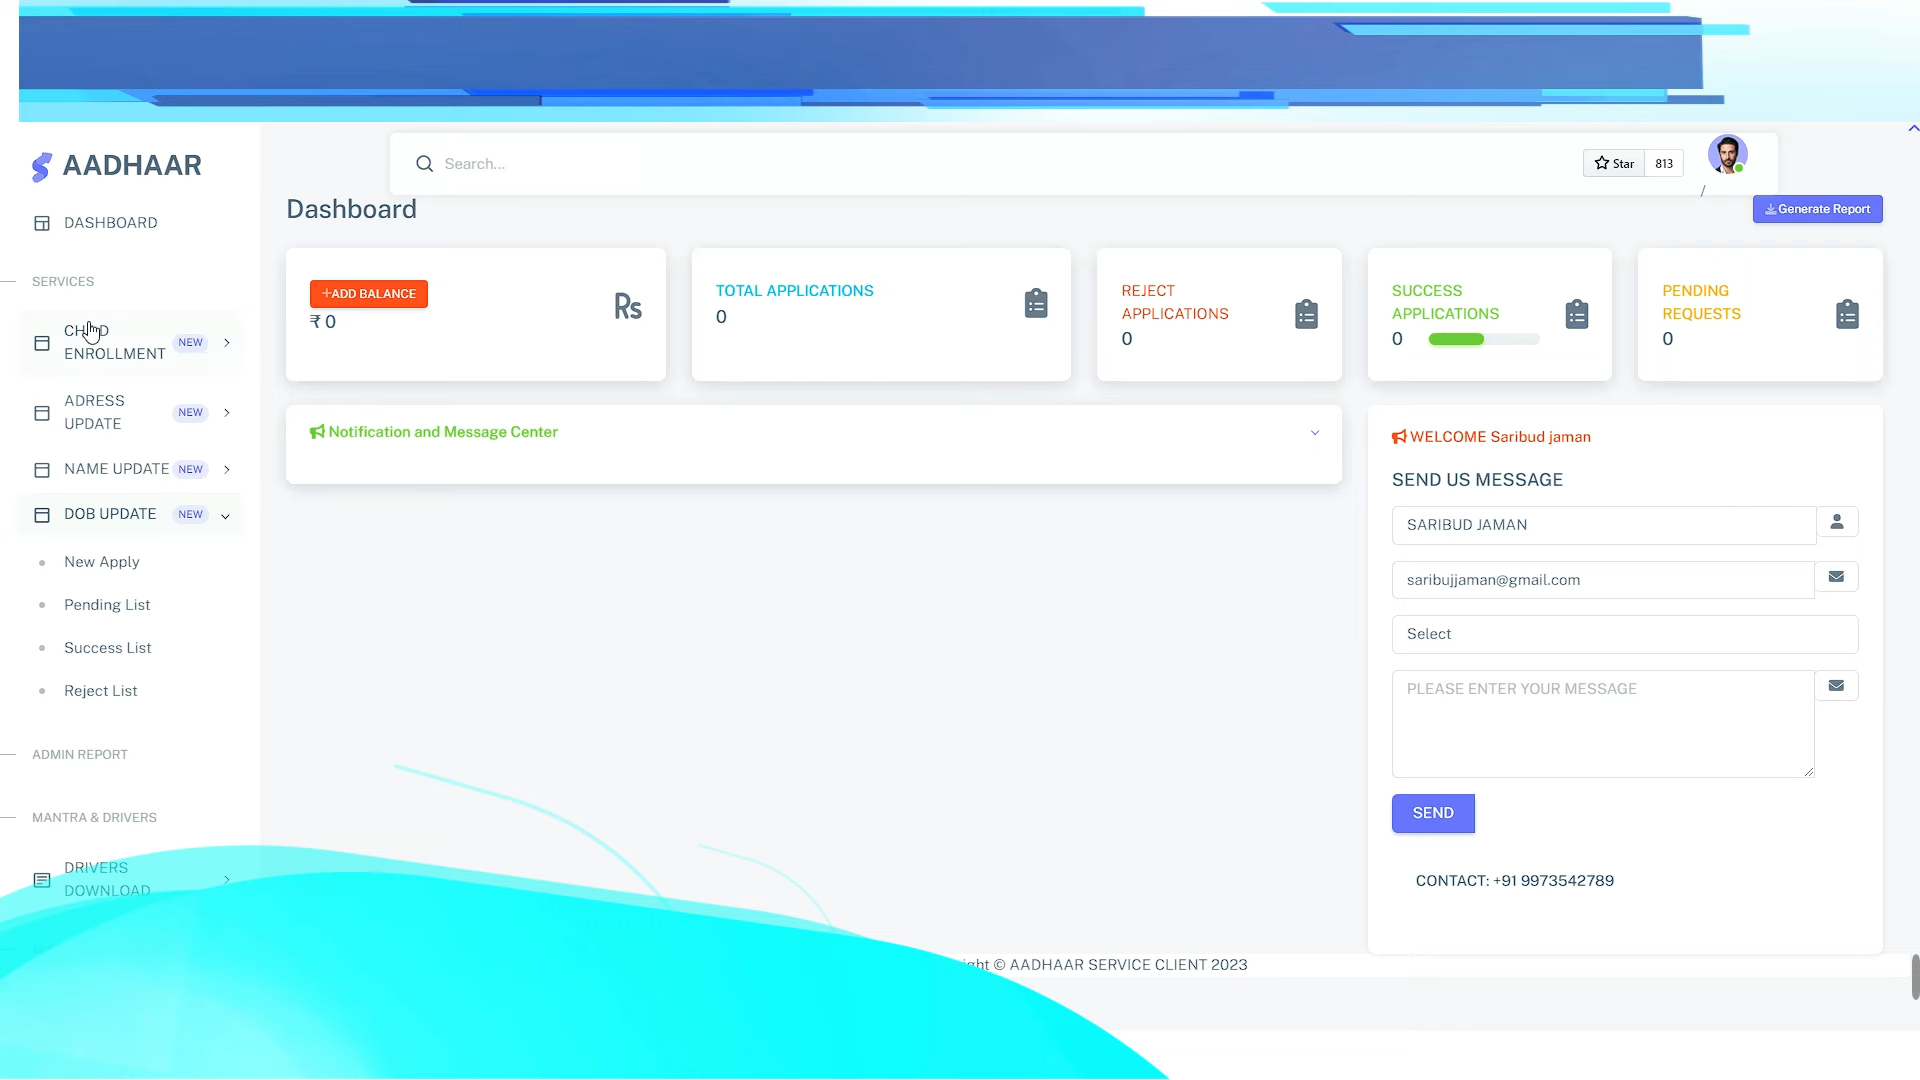 AADHAAR
Search...
Star
813
/
DASHBOARD
Dashboard
Generate Report
SERVICES
+ADD BALANCE
₹ 0
Rs
TOTAL APPLICATIONS
0
REJECT
APPLICATIONS
0
SUCCESS
APPLICATIONS
0
PENDING
REQUESTS
0
ENROLLMENT
NEW
ADRESS
UPDATE
NEW
NAME UPDATE
NEW
DOB UPDATE
NEW
New Apply
Pending List
Success List
Reject List
ADMIN REPORT
MANTRA & DRIVERS
DRIVERS
DOWNLOAD
Notification and Message Center
WELCOME Saribud jaman
SEND US MESSAGE
SARIBUD JAMAN
saribujjaman@gmail.com
Select
PLEASE ENTER YOUR MESSAGE
SEND
CONTACT: +91 9973542789
© AADHAAR SERVICE CLIENT 2023